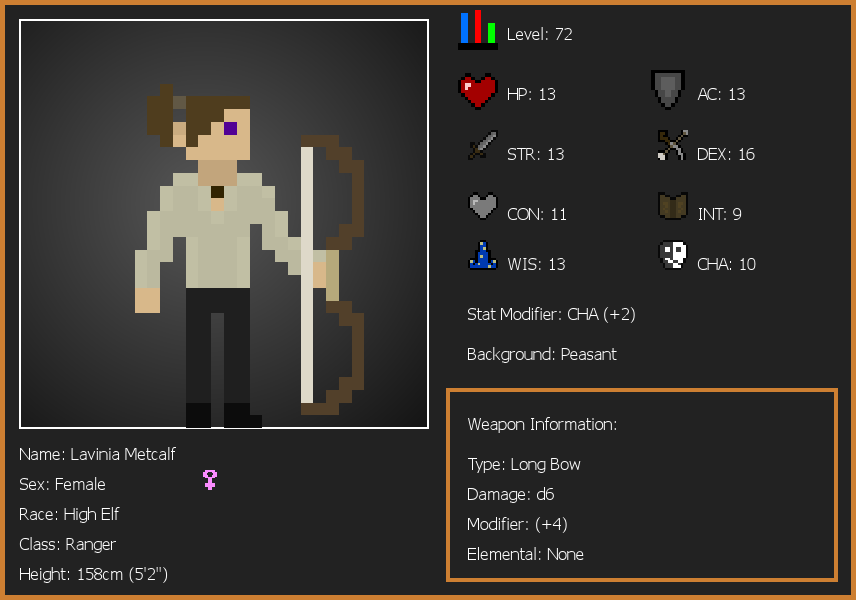 Level: 72
HP: 13
AC: 13
STR: 13
DEX: 16
CON: 11
INT: 9
WIS: 13
CHA: 10
Stat Modifier: CHA (+2)
Background: Peasant
Weapon Information:
Type: Long Bow
Damage: d6
Modifier: (+4)
Elemental: None
Name: Lavinia Metcalf
Sex: Female
Race: High Elf
Class: Ranger
Height: 158cm (5'2")